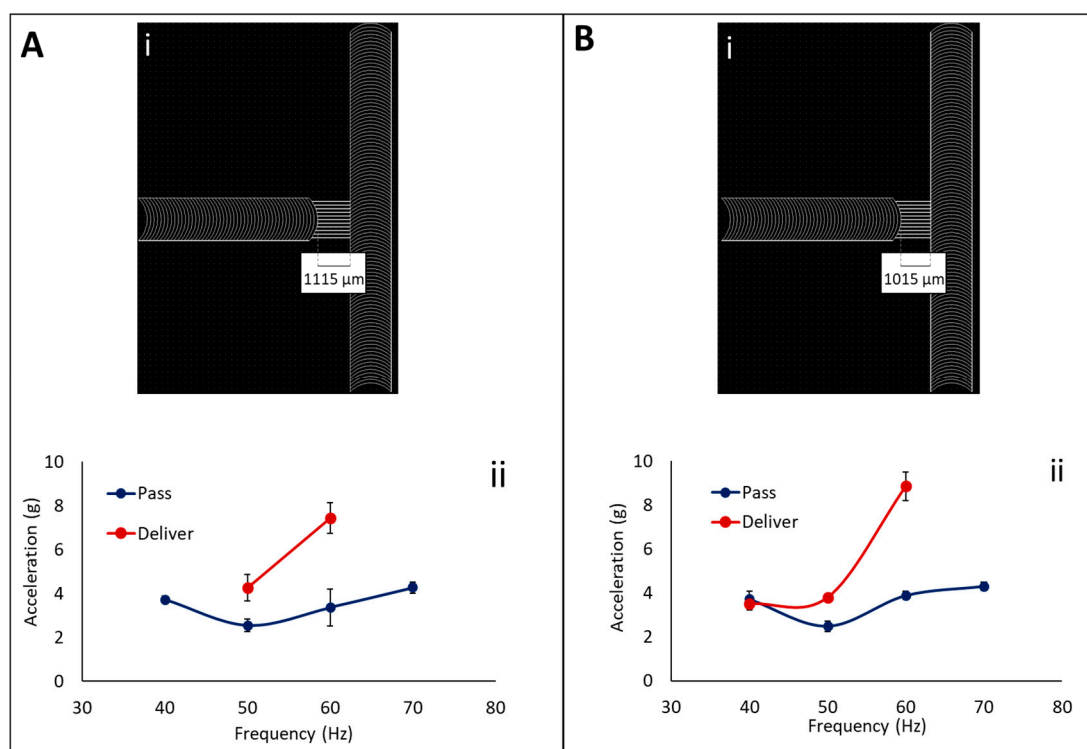 A
i
1115 µm
ii
10
8
6
4
2
0
Acceleration (g)
Pass
Deliver
30
40
50
60
70
80
Frequency (Hz)
B
i
1015 µm
ii
10
8
6
4
2
0
Acceleration (g)
Pass
Deliver
30
40
50
60
70
80
Frequency (Hz)